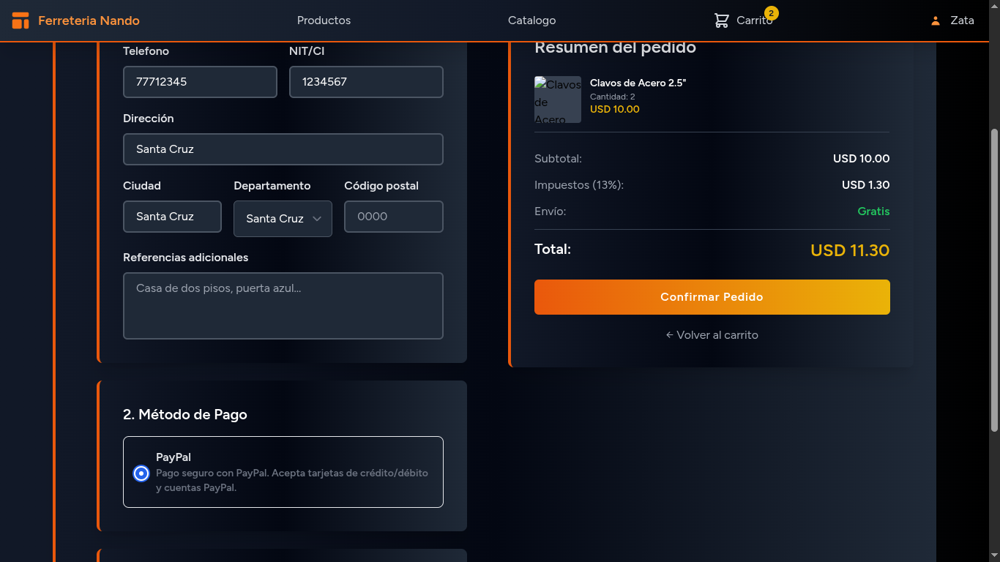 Ferreteria Nando
Productos
Catalogo
Carrito
2
Zata
Telefono
NIT/CI
77712345
1234567
Dirección
Santa Cruz
Ciudad
Departamento
Código postal
Santa Cruz
Santa Cruz
0000
Referencias adicionales
Casa de dos pisos, puerta azul...
2. Método de Pago
PayPal
Pago seguro con PayPal. Acepta tarjetas de crédito/débito
y cuentas PayPal.
Resumen del pedido
Clavos
de
Acero
Clavos de Acero 2.5"
Cantidad: 2
USD 10.00
Subtotal:
USD 10.00
Impuestos (13%):
USD 1.30
Envío:
Gratis
Total:
USD 11.30
Confirmar Pedido
← Volver al carrito